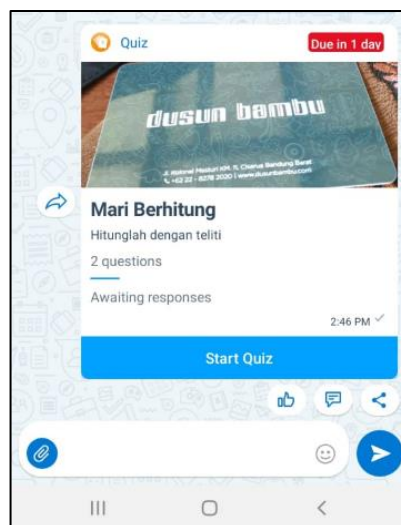 Quiz
Due in 1 day
dusun bambu
Mari Berhitung
Hitunglah dengan teliti
2 questions
Awaiting responses
2:46 PM
Start Quiz